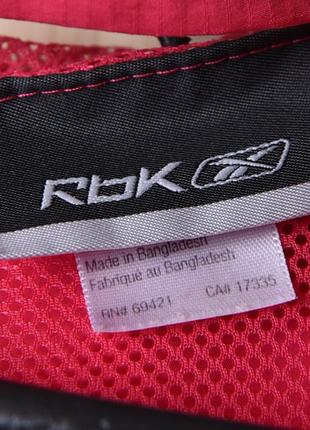 RbK
Made in Bangladesh
Fabriqué au Bangladesh
RN# 69421 CA# 17335